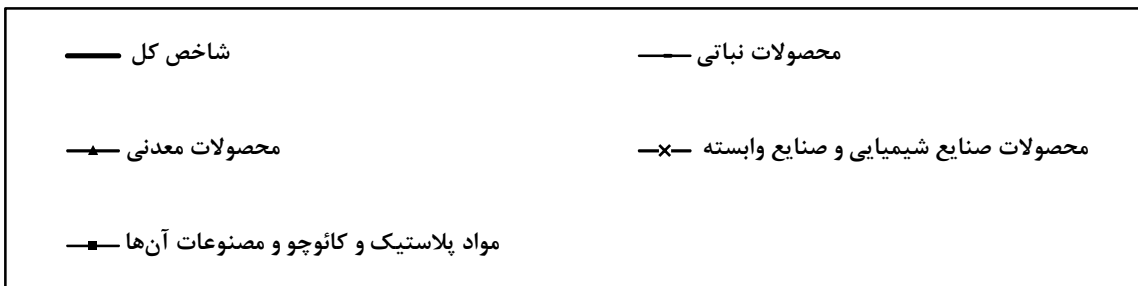 محصولات نباتی
شاخص کل
محصولات صنایع شیمیایی و صنایع وابسته
محصولات معدنی
مواد پلاستیک و کائوچو و مصنوعات آن‌ها